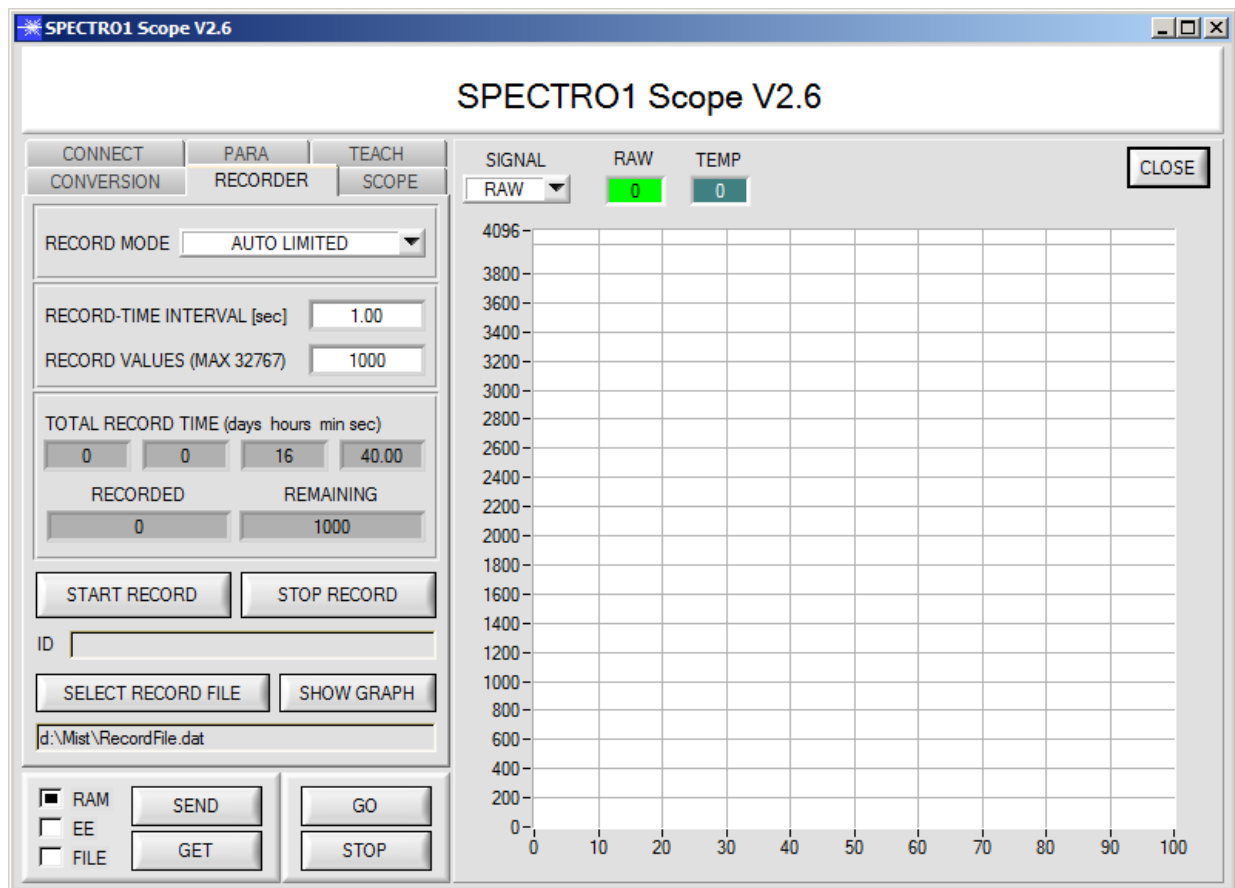 SPECTRO1 Scope V2.6
SPECTRO1 Scope V2.6
CONNECT PARA TEACH
CONVERSION RECORDER SCOPE
RECORD MODE AUTO LIMITED
RECORD-TIME INTERVAL [sec] 1.00
RECORD VALUES (MAX 32767) 1000
TOTAL RECORD TIME (days hours min sec)
0 0 16 40.00
RECORDED REMAINING
0 1000
START RECORD STOP RECORD
ID
SELECT RECORD FILE SHOW GRAPH
d:\Mist\RecordFile.dat
RAM
EE
FILE
SEND
GET
GO
STOP
SIGNAL RAW TEMP
RAW 0 0
CLOSE
4096
3800
3600
3400
3200
3000
2800
2600
2400
2200
2000
1800
1600
1400
1200
1000
800
600
400
200
0
0 10 20 30 40 50 60 70 80 90 100